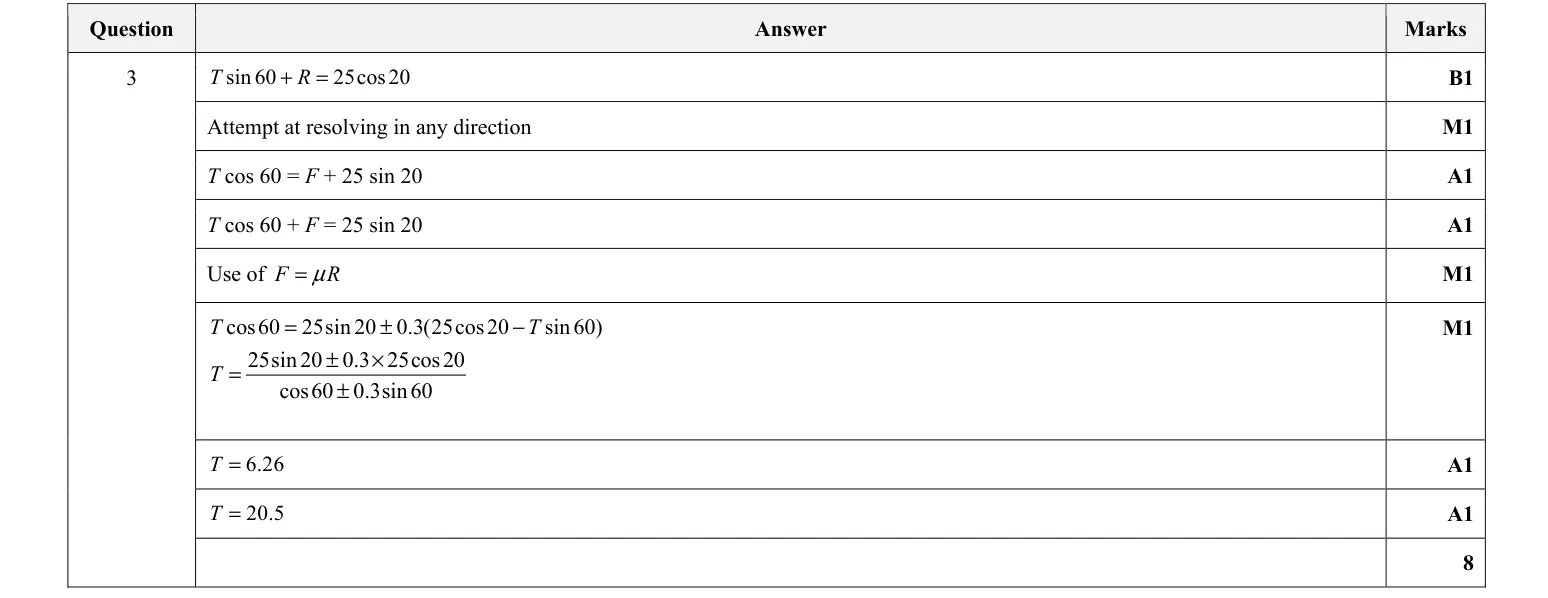 Question Answer Marks
3 T sin 60 + R = 25 cos 20 B1
Attempt at resolving in any direction M1
T cos 60 = F + 25 sin 20 A1
T cos 60 + F = 25 sin 20 A1
Use of F = μR M1
T cos 60 = 25 sin 20 ± 0.3(25 cos 20 − T sin 60) M1
T = (25 sin 20 ± 0.3 × 25 cos 20) / (cos 60 ± 0.3 sin 60)
T = 6.26 A1
T = 20.5 A1
8